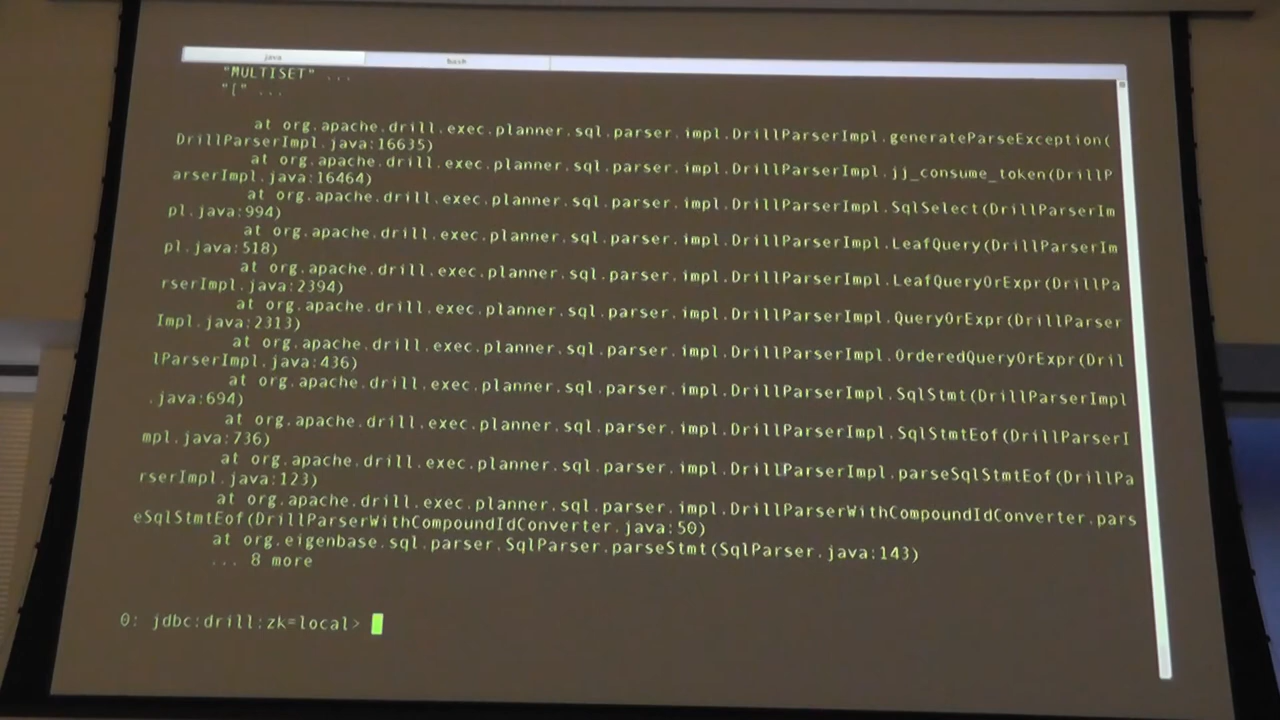 java
bash
"MULTISET" ...
"[" ...
at org.apache.drill.exec.planner.sql.parser.impl.DrillParserImpl.generateParseException(
DrillParserImpl.java:16635)
at org.apache.drill.exec.planner.sql.parser.impl.DrillParserImpl.jj_consume_token(DrillP
arserImpl.java:16464)
at org.apache.drill.exec.planner.sql.parser.impl.DrillParserImpl.SqlSelect(DrillParserIm
pl.java:994)
at org.apache.drill.exec.planner.sql.parser.impl.DrillParserImpl.LeafQuery(DrillParserIm
pl.java:518)
at org.apache.drill.exec.planner.sql.parser.impl.DrillParserImpl.LeafQueryOrExpr(DrillPa
rserImpl.java:2394)
at org.apache.drill.exec.planner.sql.parser.impl.DrillParserImpl.QueryOrExpr(DrillParser
Impl.java:2313)
at org.apache.drill.exec.planner.sql.parser.impl.DrillParserImpl.OrderedQueryOrExpr(Dril
lParserImpl.java:436)
at org.apache.drill.exec.planner.sql.parser.impl.DrillParserImpl.SqlStmt(DrillParserImpl
.java:694)
at org.apache.drill.exec.planner.sql.parser.impl.DrillParserImpl.SqlStmtEof(DrillParserI
mpl.java:736)
at org.apache.drill.exec.planner.sql.parser.impl.DrillParserImpl.parseSqlStmtEof(DrillPa
rserImpl.java:123)
at org.apache.drill.exec.planner.sql.parser.impl.DrillParserWithCompoundIdConverter.pars
eSqlStmtEof(DrillParserWithCompoundIdConverter.java:50)
at org.eigenbase.sql.parser.SqlParser.parseStmt(SqlParser.java:143)
... 8 more
0: jdbc:drill:zk=local>